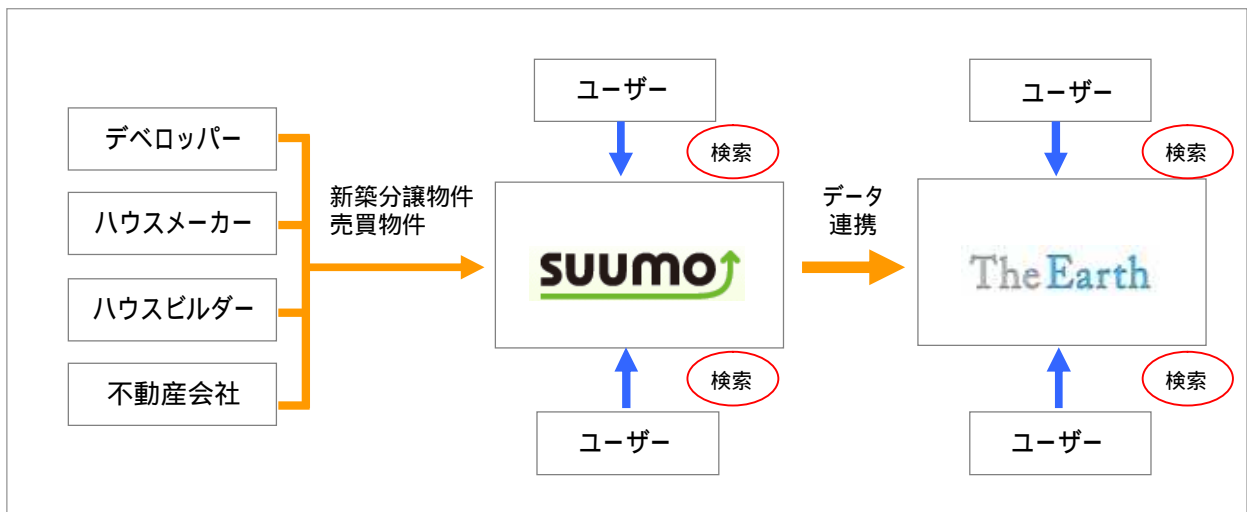 デベロッパー
ハウスメーカー
ハウスビルダー
不動産会社
新築分譲物件
売買物件
ユーザー
検索
suumo
検索
ユーザー
データ
連携
ユーザー
検索
The Earth
検索
ユーザー